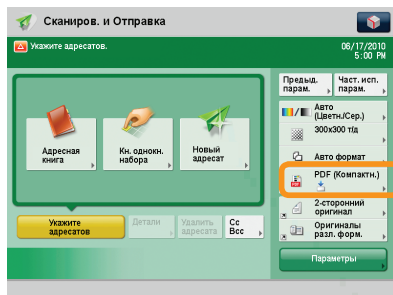 Сканиров. и Отправка
Укажите адресатов.
06/17/2010
5:00 PM
Предыд.
парам.
Част. исп.
парам.
Адресная
книга
Кн. однокн.
набора
Новый
адресат
Авто
(Цветн./Сер.)
300x300 т/д
Авто формат
PDF (Компактн.)
2-сторонний
оригинал
Оригиналы
разл. форм.
Укажите
адресатов
Детали
Удалить
адресата
Cc
Bcc
Параметры